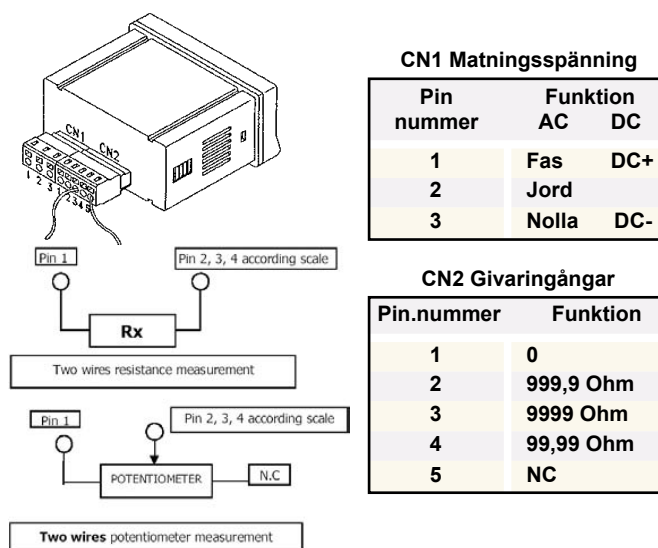 CN1
CN2
1 2 3 1 2 3 4 5
Pin 1
Pin 2, 3, 4 according scale
Rx
Two wires resistance measurement
Pin 1
Pin 2, 3, 4 according scale
POTENTIOMETER
N.C
Two wires potentiometer measurement
CN1 Matningsspänning
Pin Funktion
nummer AC DC
1 Fas DC+
2 Jord
3 Nolla DC-
CN2 Givaringångar
Pin.nummer Funktion
1 0
2 999,9 Ohm
3 9999 Ohm
4 99,99 Ohm
5 NC